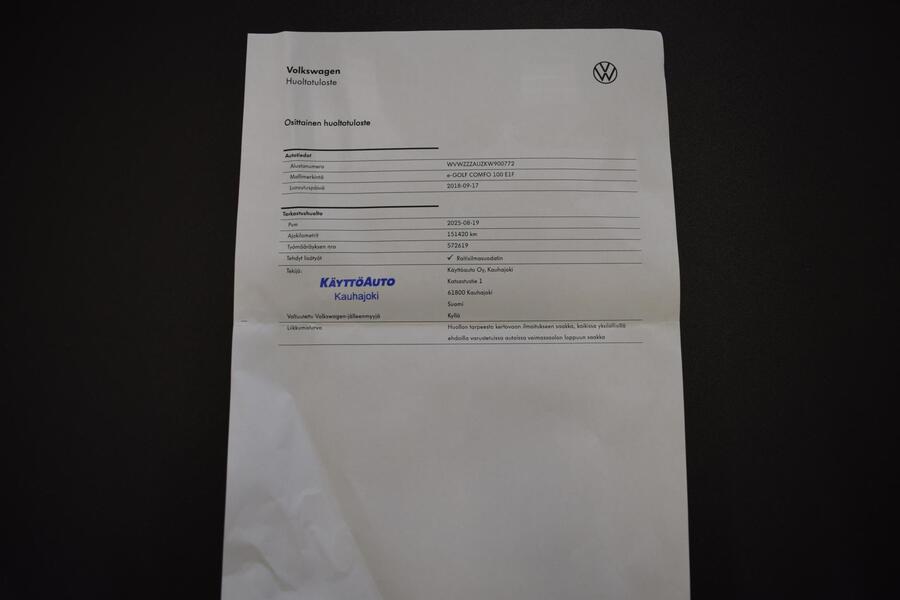 Volkswagen
Huoltotuloste
Osittainen huoltotuloste
Autotiedot
Alustanumero WVWZZZAUZKW900772
Mallimerkintä e-GOLF COMFO 100 E1F
Luovutuspäivä 2018-09-17
Tarkastushuolto
Pvm 2025-08-19
Ajokilometrit 151420 km
Työmääräyksen nro 572619
Tehdyt lisätyöt ✓ Raitisilmasuodatin
Tekijä: Käyttöauto Oy, Kauhajoki
KÄYTTÖAUTO Katsastustie 1
Kauhajoki 61800 Kauhajoki
Suomi
Valtuutettu Volkswagen-jälleenmyyjä Kyllä
Liikkumisturva Huollon tarpeesta kertovaan ilmoitukseen saakka, kaikissa yksilöllisillä
ehdoilla varustetuissa autoissa voimassaolon loppuun saakka